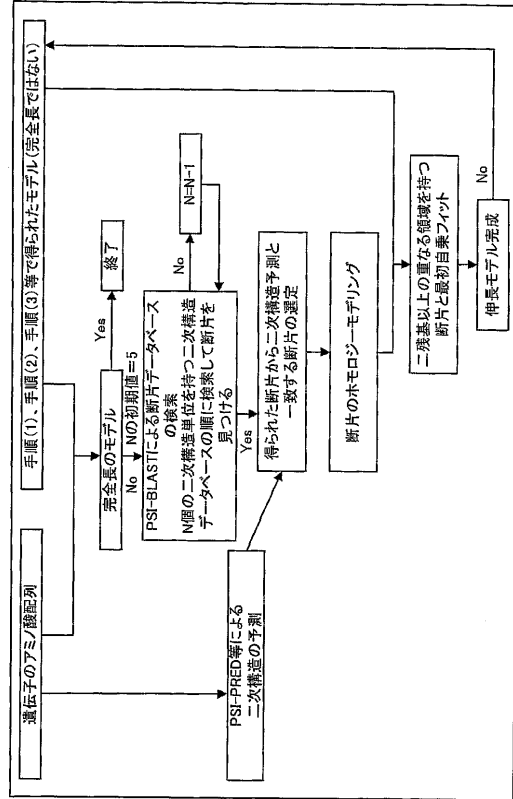 遺伝子のアミノ酸配列
手順(1)、手順(2)、手順(3)等で得られたモデル(完全長ではない)
完全長のモデル
Yes
終了
No
Nの初期値=5
PSI-BLASTによる断片データベース
の検索
N個の二次構造単位を持つ二次構造
データベースの順に検索して断片を
見つける
No
N=N-1
Yes
PSI-PRED等による
二次構造の予測
得られた断片から二次構造予測と
一致する断片の選定
断片のホモロジーモデリング
二残基以上の重なる領域を持つ
断片と最初自乗フィット
No
伸長モデル完成